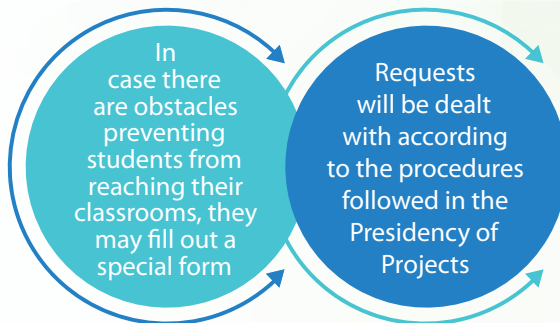 In
case there
are obstacles
preventing
students from
reaching their
classrooms, they
may fill out a
special form
Requests
will be dealt
with according
to the procedures
followed in the
Presidency of
Projects